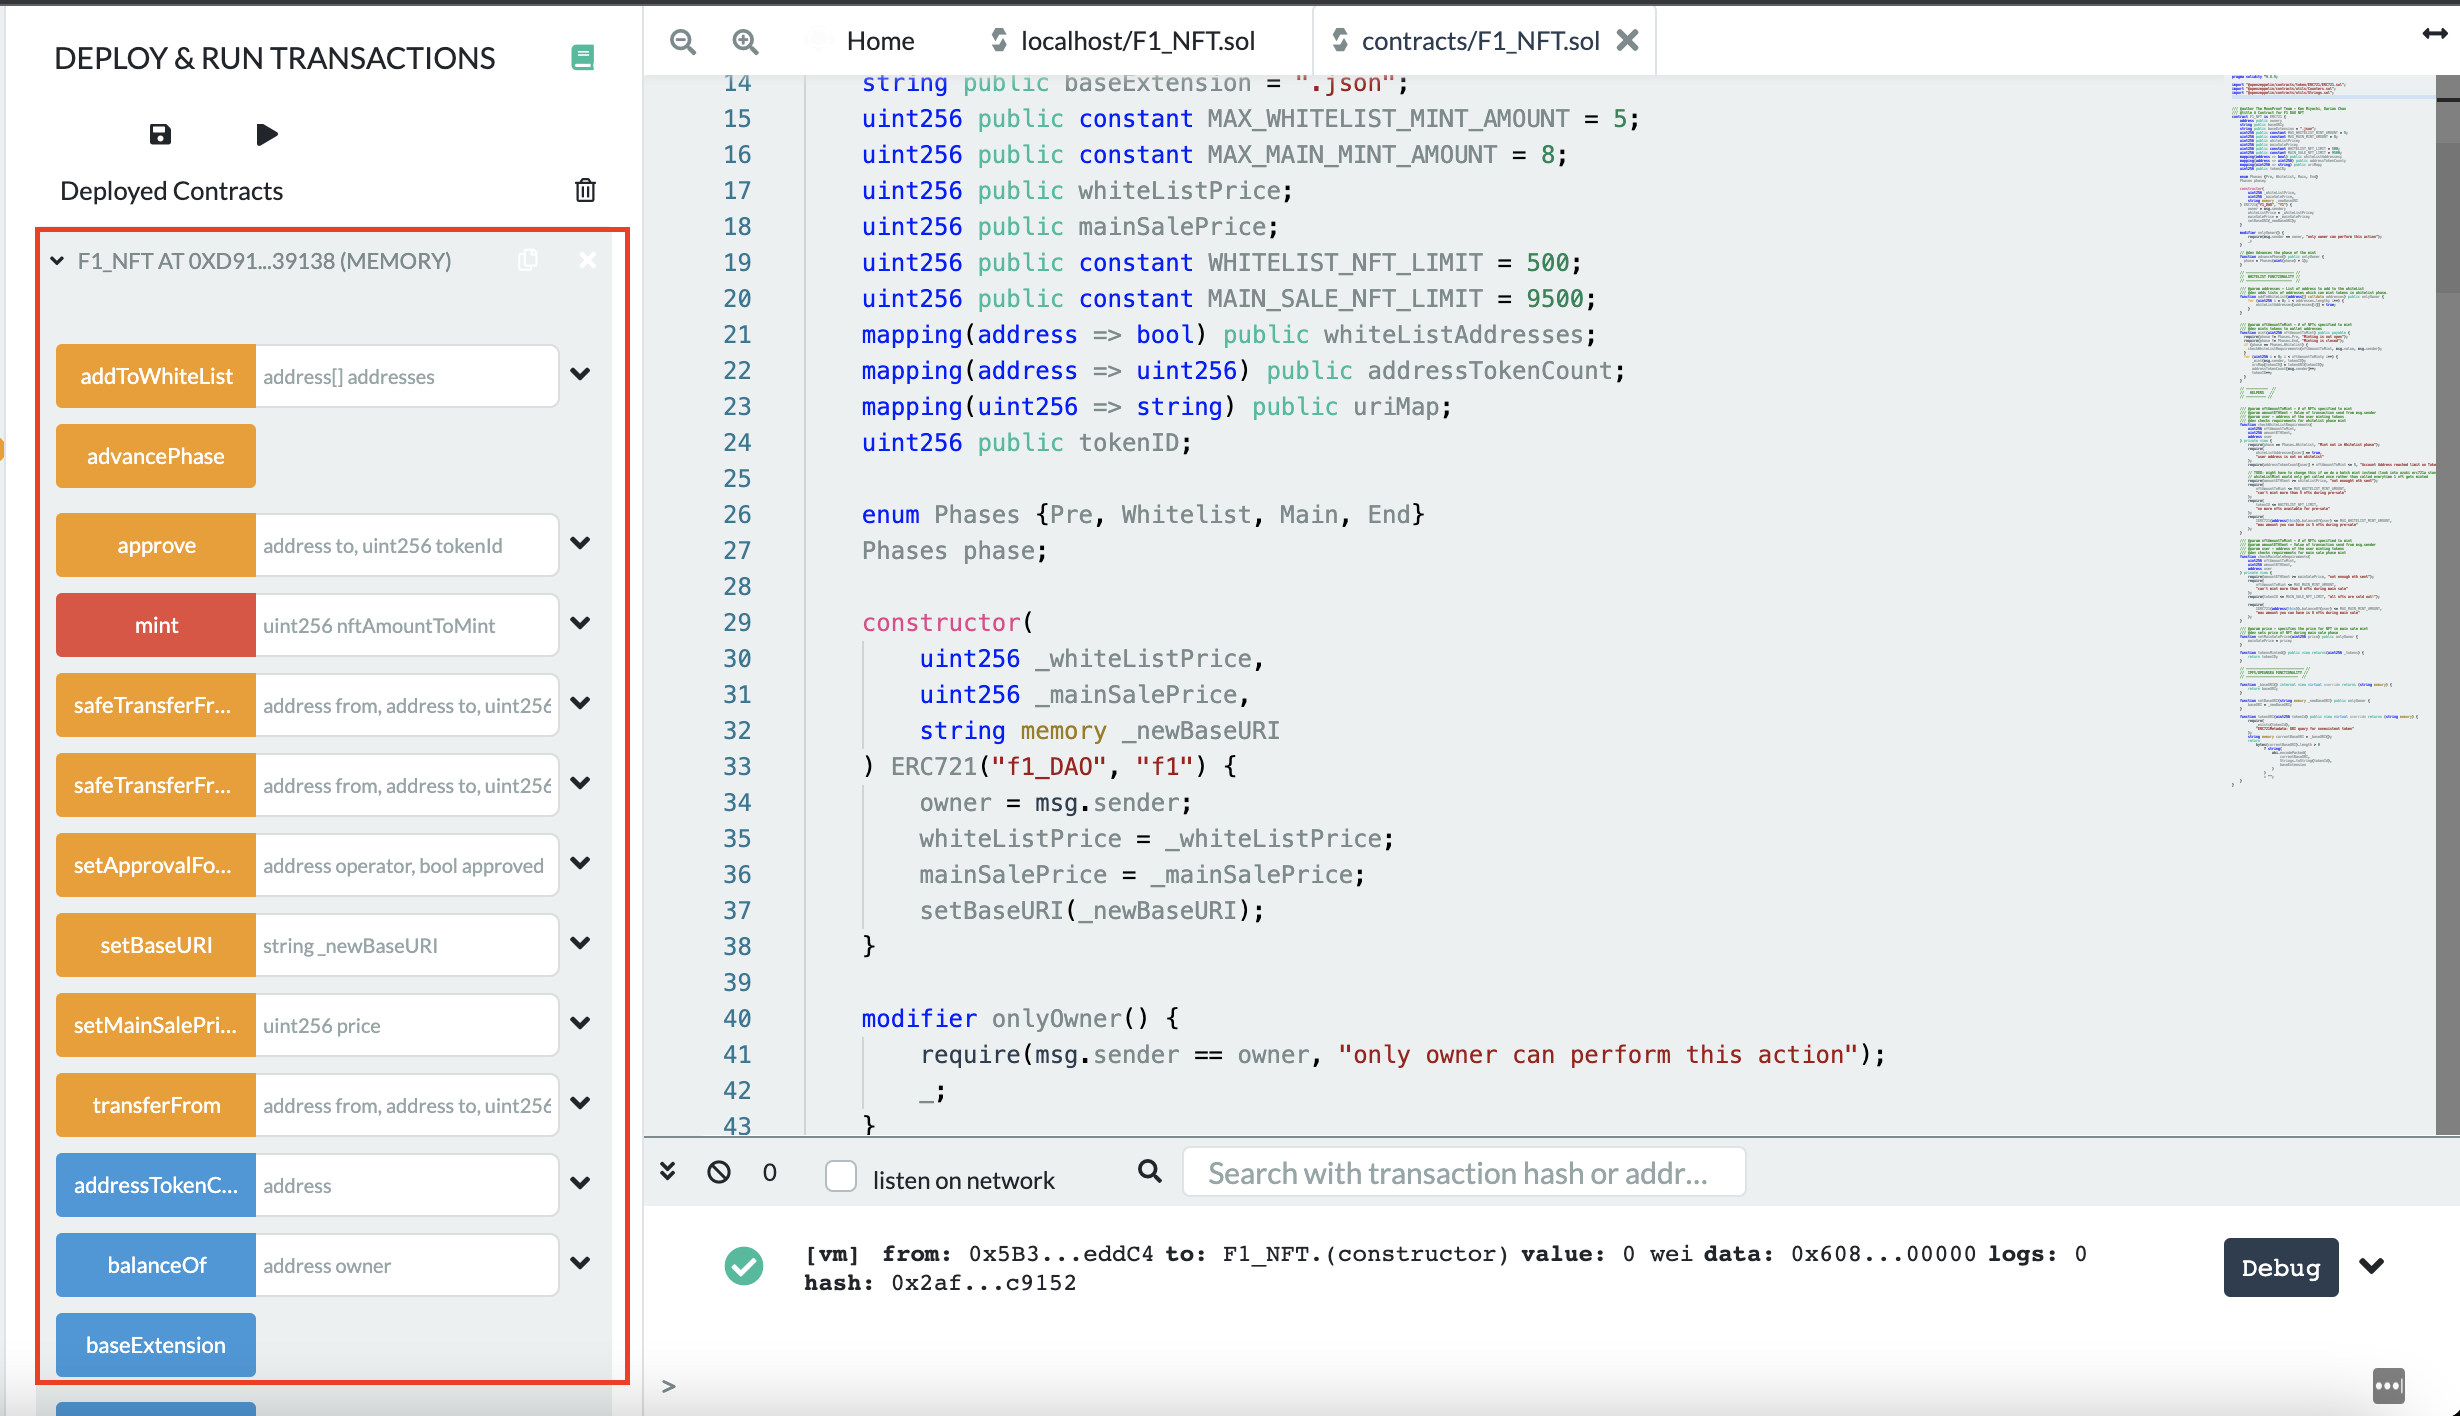 DEPLOY & RUN TRANSACTIONS
Deployed Contracts
F1_NFT AT 0XD91...39138 (MEMORY)
addToWhiteList address[] addresses
advancePhase
approve address to, uint256 tokenId
mint uint256 nftAmountToMint
safeTransferFr... address from, address to, uint256
safeTransferFr... address from, address to, uint256
setApprovalFo... address operator, bool approved
setBaseURI string _newBaseURI
setMainSalePri... uint256 price
transferFrom address from, address to, uint256
addressTokenC... address
balanceOf address owner
baseExtension
Home localhost/F1_NFT.sol contracts/F1_NFT.sol
14 string public baseExtension = ".json";
15 uint256 public constant MAX_WHITELIST_MINT_AMOUNT = 5;
16 uint256 public constant MAX_MAIN_MINT_AMOUNT = 8;
17 uint256 public whiteListPrice;
18 uint256 public mainSalePrice;
19 uint256 public constant WHITELIST_NFT_LIMIT = 500;
20 uint256 public constant MAIN_SALE_NFT_LIMIT = 9500;
21 mapping(address => bool) public whiteListAddresses;
22 mapping(address => uint256) public addressTokenCount;
23 mapping(uint256 => string) public uriMap;
24 uint256 public tokenID;
25
26 enum Phases {Pre, Whitelist, Main, End}
27 Phases phase;
28
29 constructor(
30 uint256 _whiteListPrice,
31 uint256 _mainSalePrice,
32 string memory _newBaseURI
33 ) ERC721("f1_DAO", "f1") {
34 owner = msg.sender;
35 whiteListPrice = _whiteListPrice;
36 mainSalePrice = _mainSalePrice;
37 setBaseURI(_newBaseURI);
38 }
39
40 modifier onlyOwner() {
41 require(msg.sender == owner, "only owner can perform this action");
42 _;
43 }
0 listen on network Search with transaction hash or addr...
[vm] from: 0x5B3...eddC4 to: F1_NFT.(constructor) value: 0 wei data: 0x608...00000 logs: 0
hash: 0x2af...c9152
Debug
>